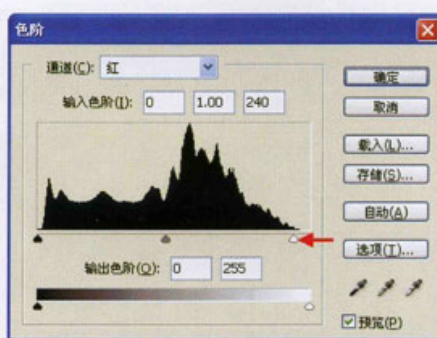 色阶
通道(C): 红
输入色阶(I): 0 1.00 240
输出色阶(O): 0 255
确定
取消
载入(L)...
存储(S)...
自动(A)
选项(T)...
预览(P)